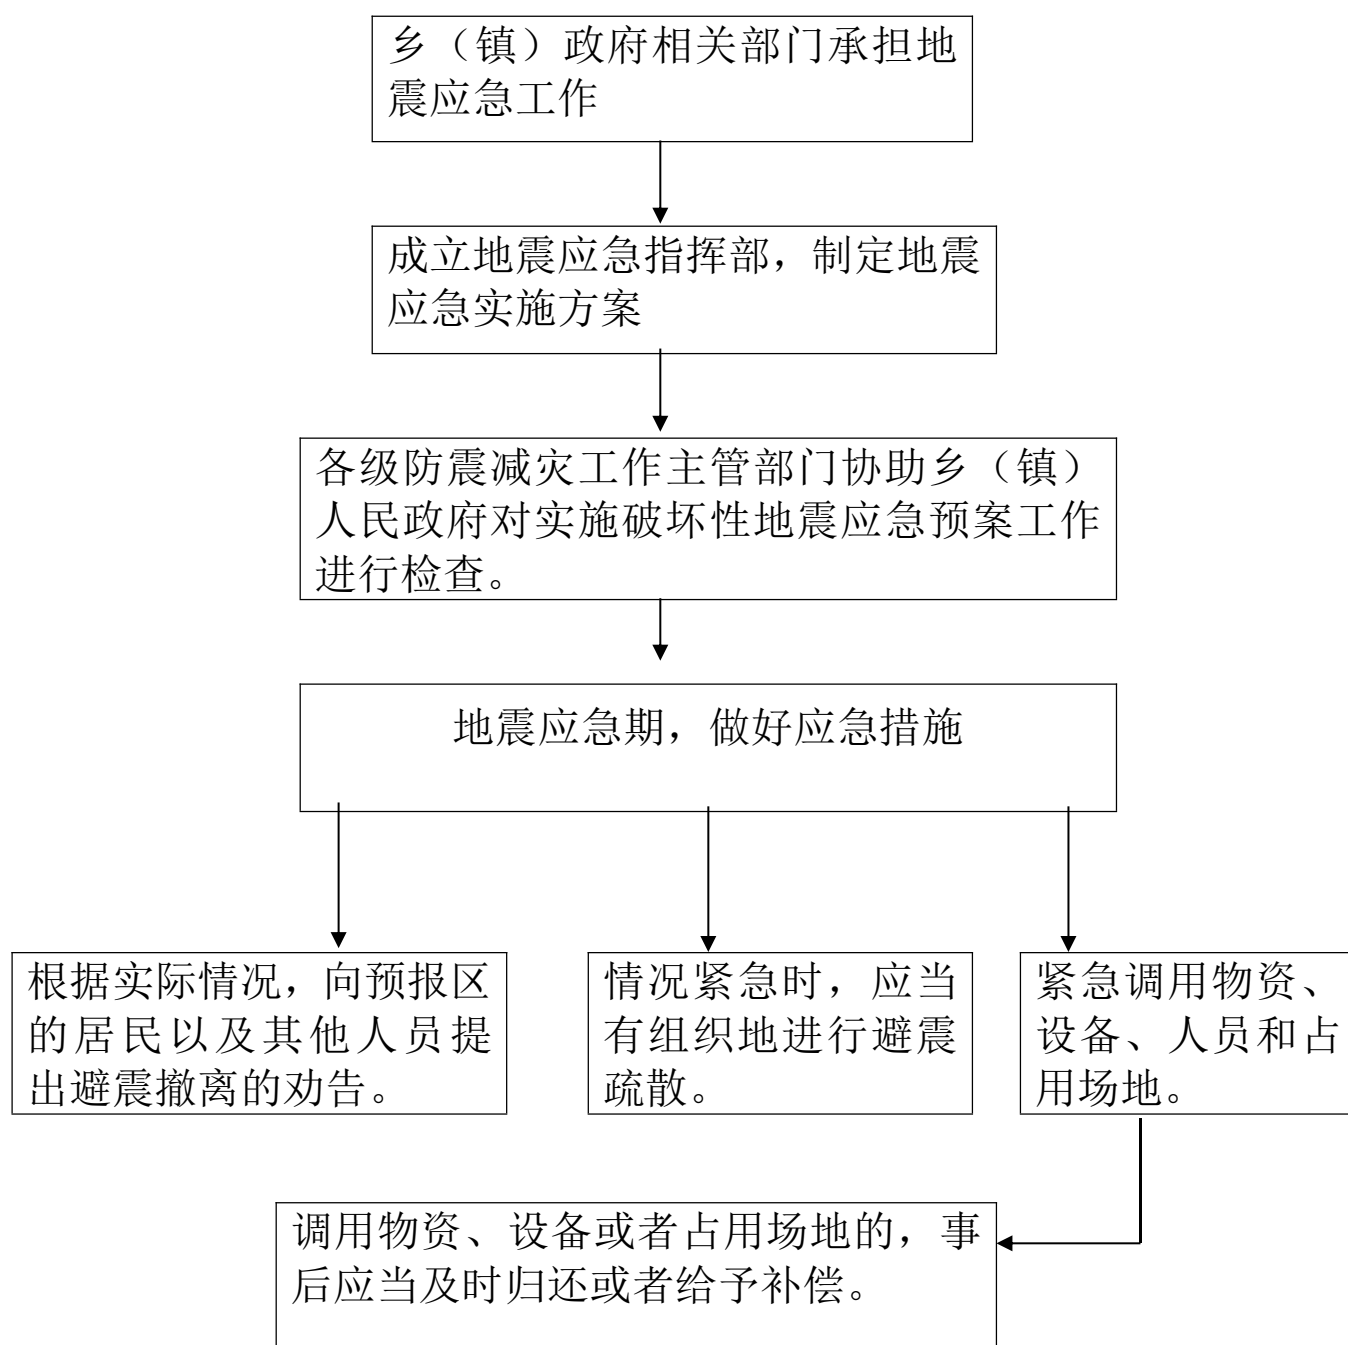 乡（镇）政府相关部门承担地
震应急工作
成立地震应急指挥部，制定地震
应急实施方案
各级防震减灾工作主管部门协助乡（镇）
人民政府对实施破坏性地震应急预案工作
进行检查。
地震应急期，做好应急措施
根据实际情况，向预报区
的居民以及其他人员提
出避震撤离的劝告。
情况紧急时，应当
有组织地进行避震
疏散。
紧急调用物资、
设备、人员和占
用场地。
调用物资、设备或者占用场地的，事
后应当及时归还或者给予补偿。